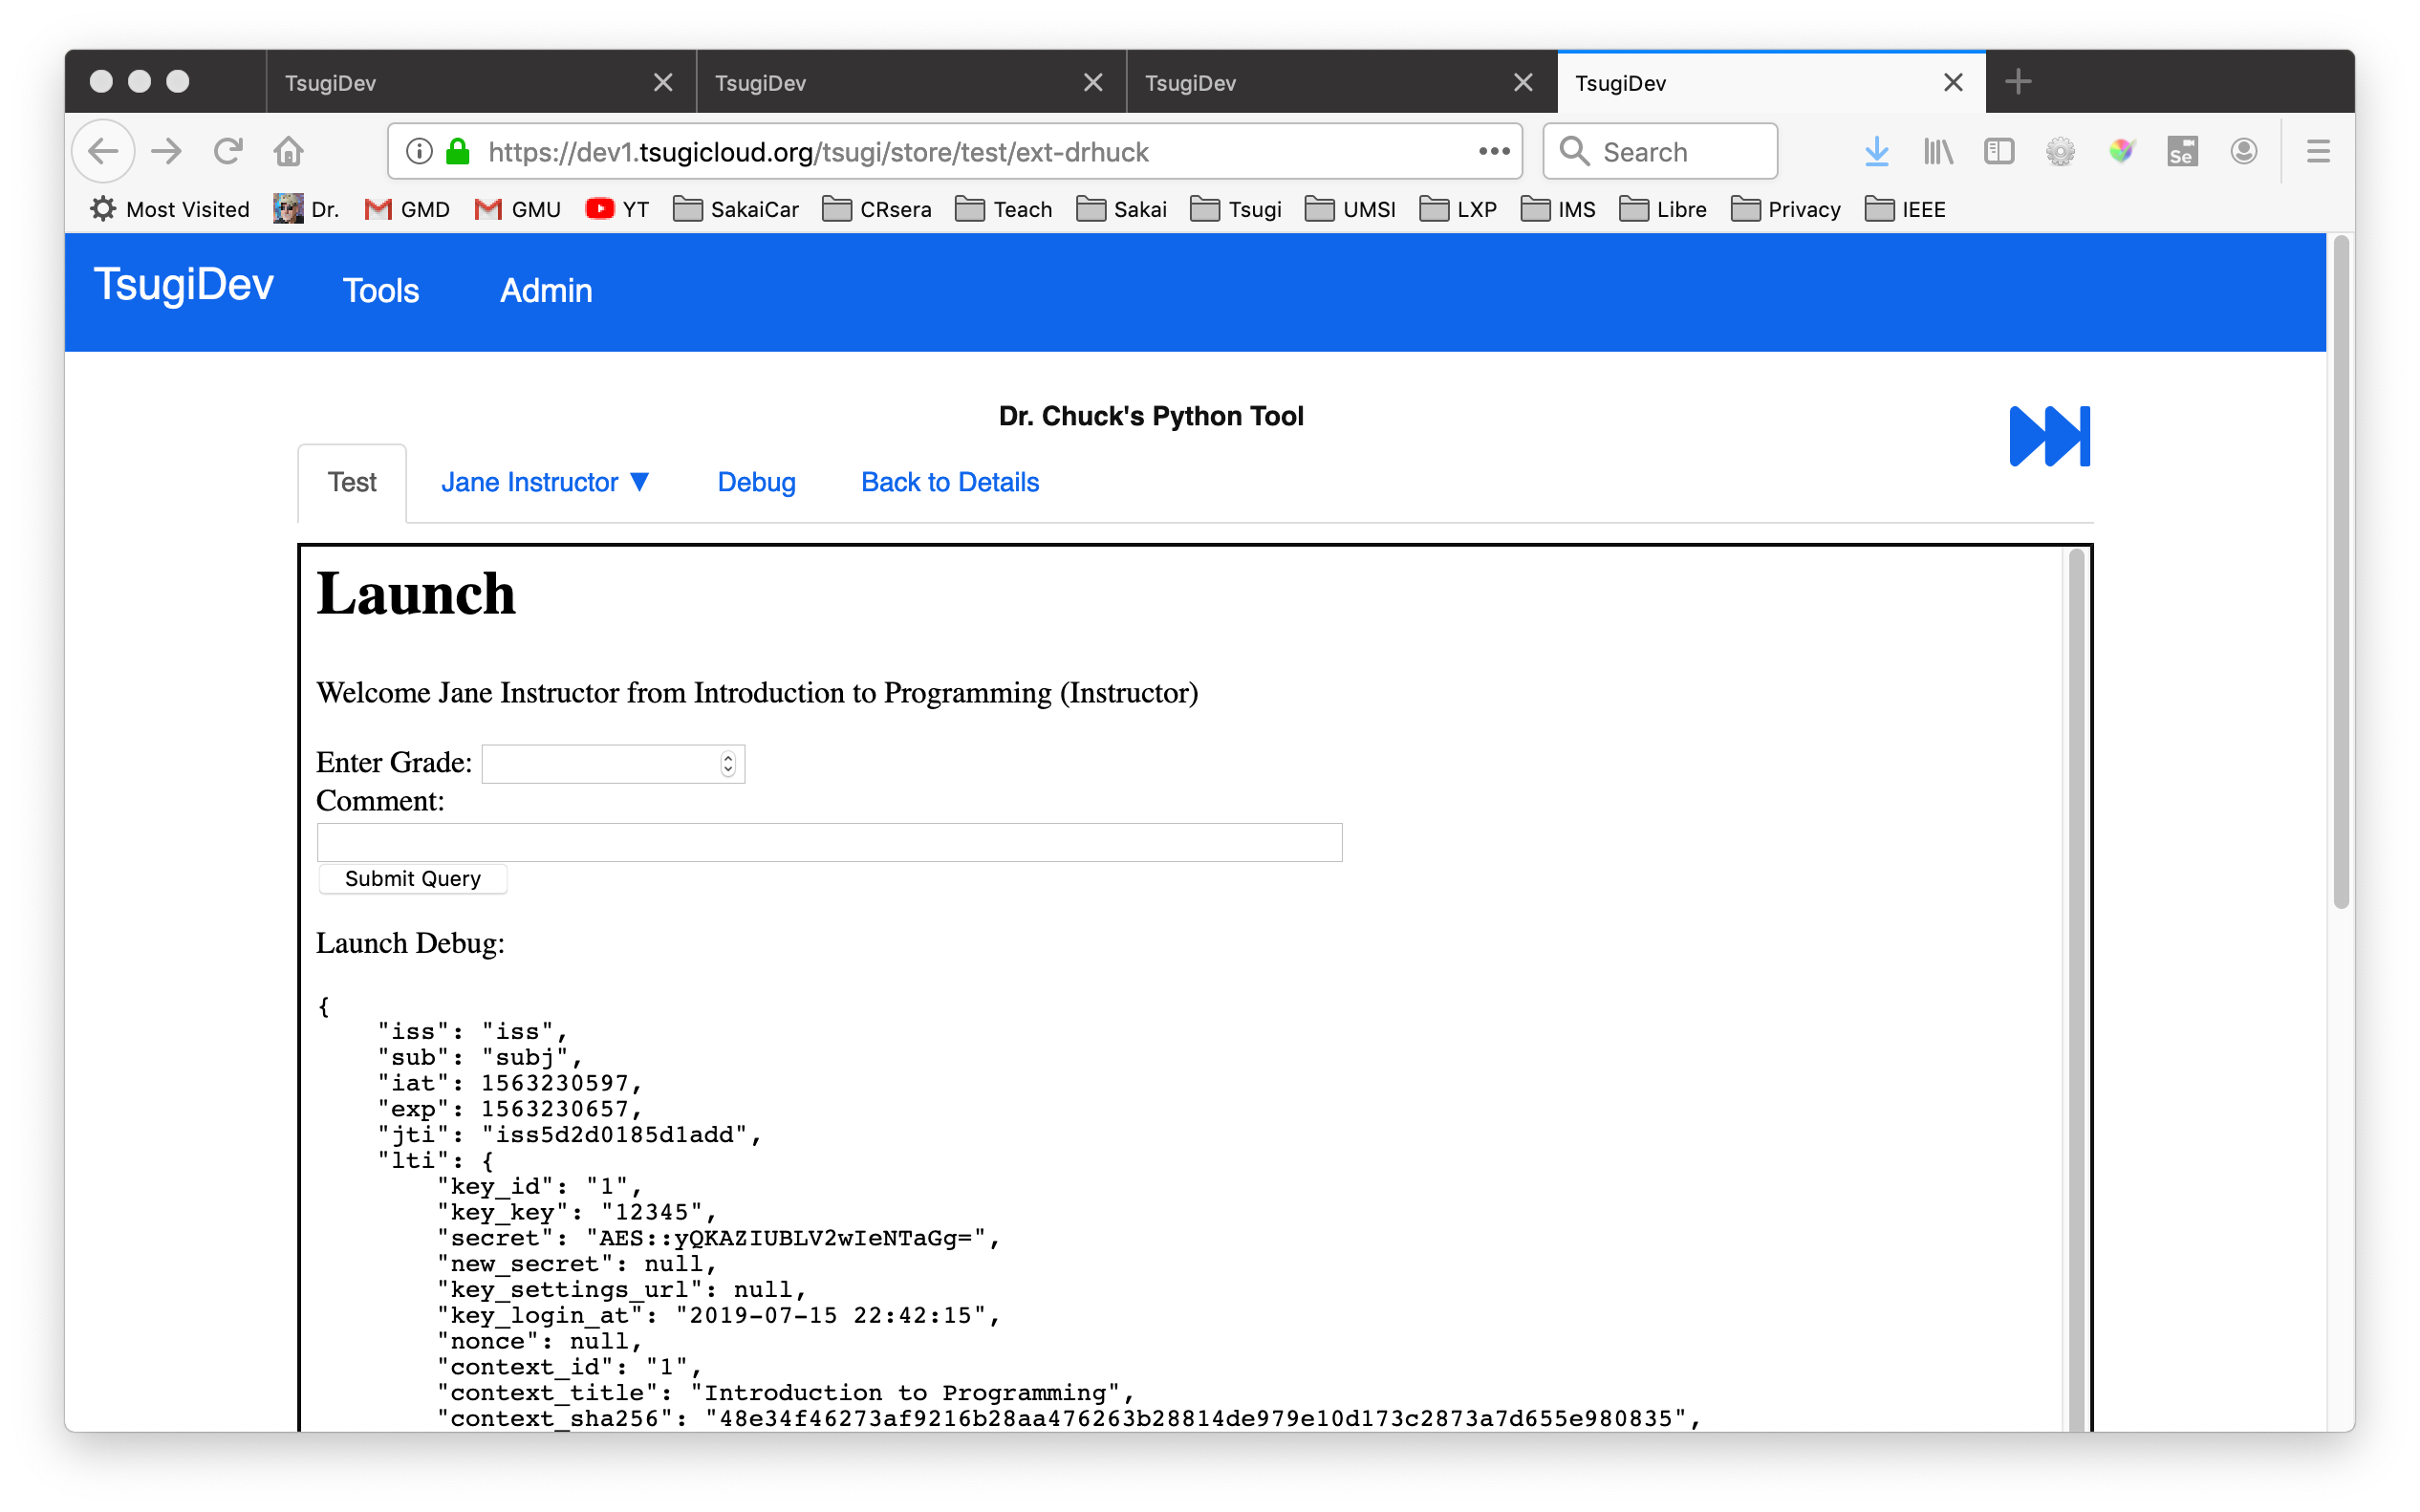 TsugiDev TsugiDev TsugiDev TsugiDev
https://dev1.tsugicloud.org/tsugi/store/test/ext-drhuck Search Se
Most Visited Dr. GMD GMU YT SakaiCar CRsera Teach Sakai Tsugi UMSI LXP IMS Libre Privacy IEEE
TsugiDev Tools Admin
Dr. Chuck's Python Tool
Test Jane Instructor ▼ Debug Back to Details
Launch
Welcome Jane Instructor from Introduction to Programming (Instructor)
Enter Grade:
Comment:
Submit Query
Launch Debug:
{
"iss": "iss",
"sub": "subj",
"iat": 1563230597,
"exp": 1563230657,
"jti": "iss5d2d0185d1add",
"lti": {
"key_id": "1",
"key_key": "12345",
"secret": "AES::yQKAZIUBLV2wIeNTaGg=",
"new_secret": null,
"key_settings_url": null,
"key_login_at": "2019-07-15 22:42:15",
"nonce": null,
"context_id": "1",
"context_title": "Introduction to Programming",
"context_sha256": "48e34f46273af9216b28aa476263b28814de979e10d173c2873a7d655e980835",